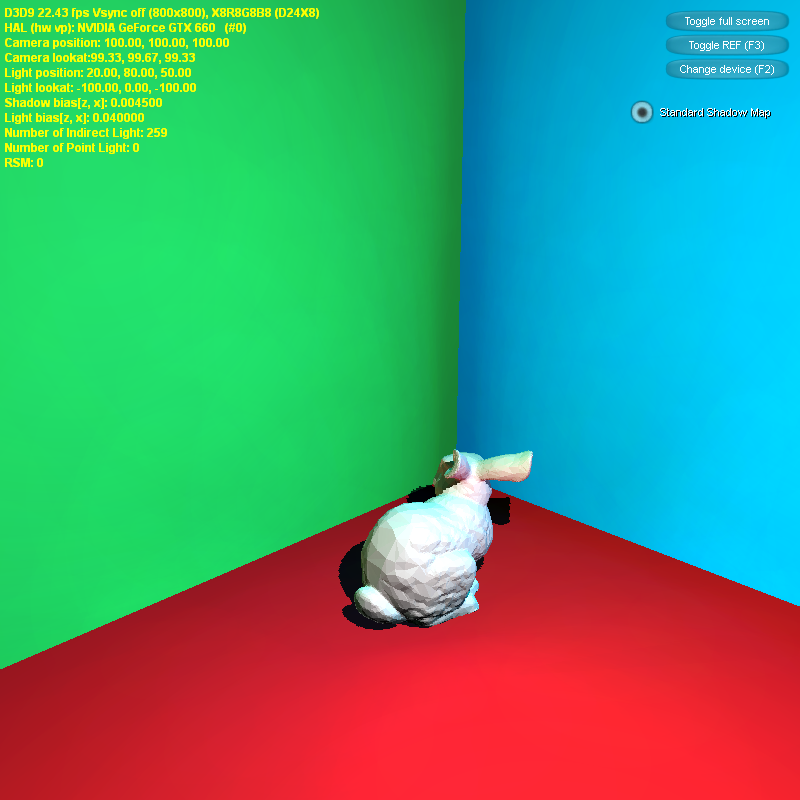 D3D9 22.43 fps Vsync off (800x800), X8R8G8B8 (D24X8)
HAL (hw vp): NVIDIA GeForce GTX 660 (#0)
Camera position: 100.00, 100.00, 100.00
Camera lookat:99.33, 99.67, 99.33
Light position: 20.00, 80.00, 50.00
Light lookat: -100.00, 0.00, -100.00
Shadow bias[z, x]: 0.004500
Light bias[z, x]: 0.040000
Number of Indirect Light: 259
Number of Point Light: 0
RSM: 0
Toggle full screen
Toggle REF (F3)
Change device (F2)
Standard Shadow Map